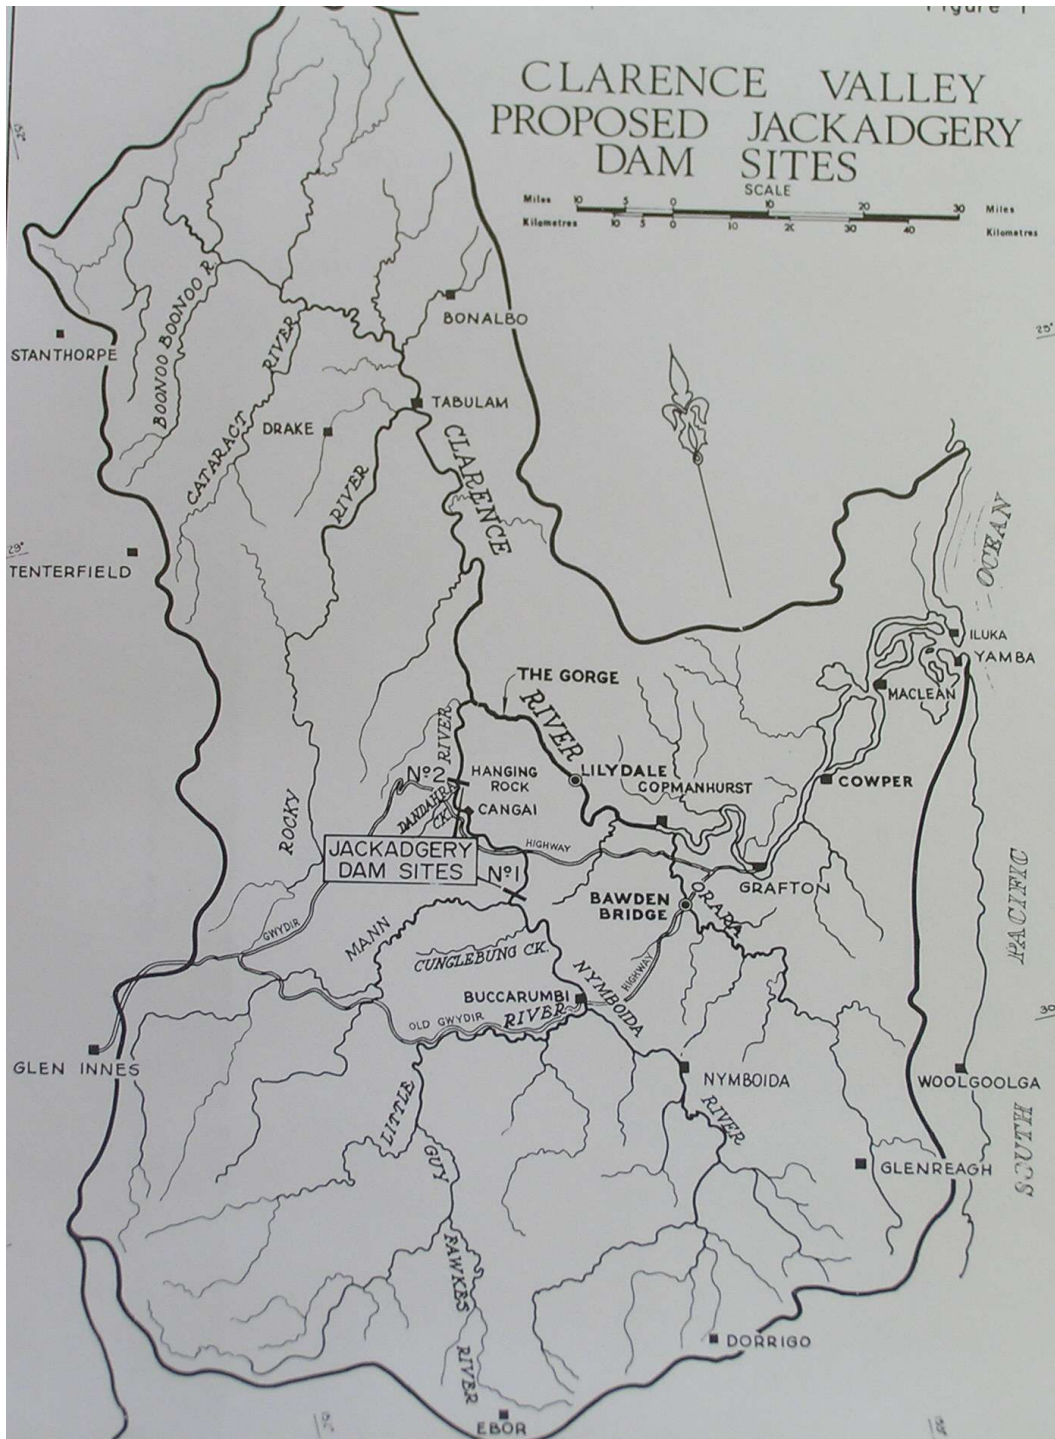 Figure 1
CLARENCE VALLEY
PROPOSED JACKADGERY
DAM SITES
SCALE
Miles 10 5 0 10 20 30 Miles
Kilometres 10 5 0 10 20 30 40 Kilometres
BOONOO BOONOO R.
BONALBO
STANTHORPE
CATARACT RIVER
TABULAM
DRAKE
CLARENCE
RIVER
29°
TENTERFIELD
OCEAN
ILUKA
YAMBA
MACLEAN
THE GORGE
RIVER
RIVER
Nº2
HANGING
ROCK
LILYDALE
COPMANHURST
COWPER
DANDAHRA
CK.
CANGAI
ROCKY
JACKADGERY
DAM SITES
HIGHWAY
Nº1
GRAFTON
BAWDEN
BRIDGE
ORARA
PACIFIC
GWYDIR
MANN
CUNGLEBUNG CK.
HIGHWAY
NYMBOIDA
BUCCARUMBI
RIVER
OLD GWYDIR
30°
GLEN INNES
NYMBOIDA
WOOLGOOLGA
LITTLE
RIVER
SOUTH
GUY
GLENREAGH
FAWKES
RIVER
DORRIGO
EBOR